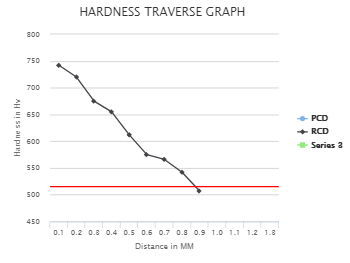 HARDNESS TRAVERSE GRAPH
800
750
700
650
600
550
500
450
Hardness in Hv
0.1 0.2 0.3 0.4 0.5 0.6 0.7 0.8 0.9 1.0 1.1 1.2 1.3
Distance in MM
PCD
RCD
Series 3